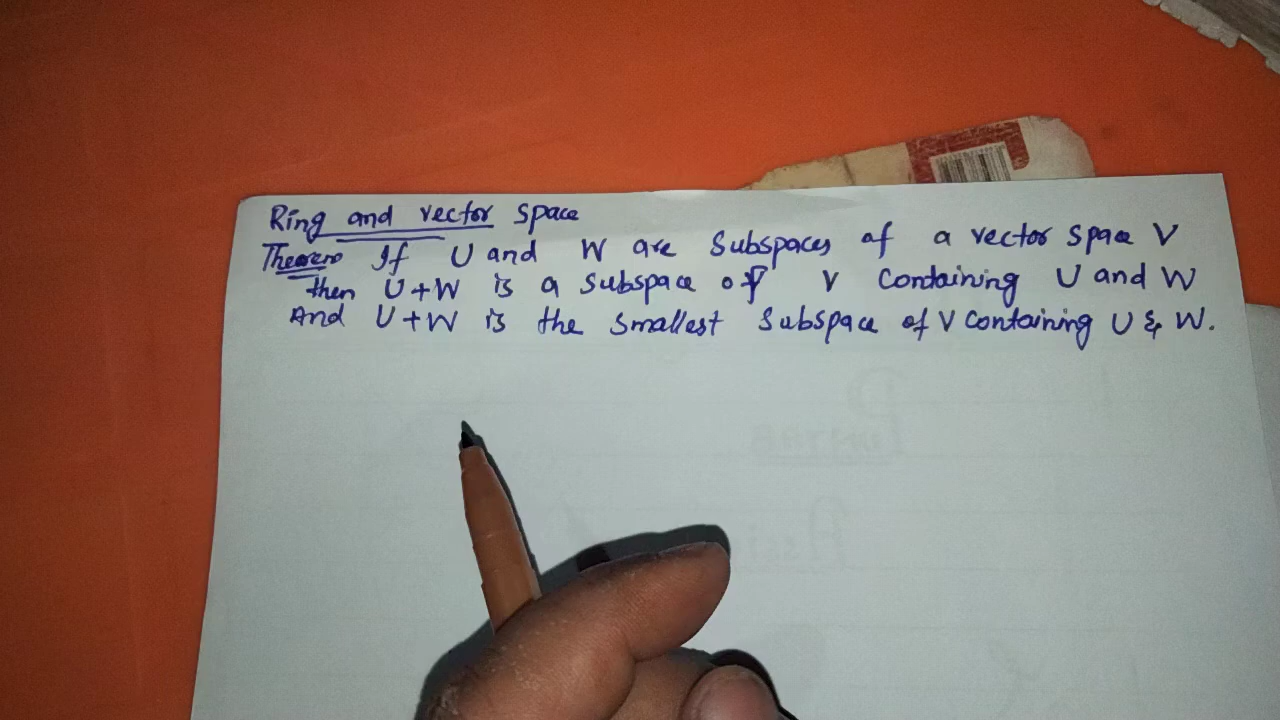 Ring and vector space
Theorem If U and W are Subspaces of a vector space V
then U+W is a subspace of V containing U and W
And U+W is the smallest subspace of V containing U & W.